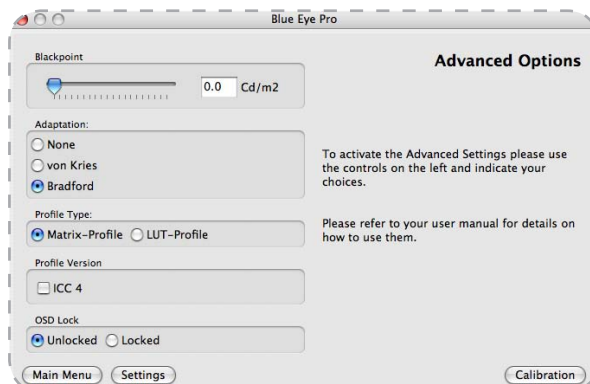 Blue Eye Pro
Advanced Options
Blackpoint
0.0 Cd/m2
Adaptation:
None
von Kries
Bradford
Profile Type:
Matrix-Profile LUT-Profile
Profile Version
ICC 4
OSD Lock
Unlocked Locked
To activate the Advanced Settings please use
the controls on the left and indicate your
choices.
Please refer to your user manual for details on
how to use them.
Main Menu Settings Calibration